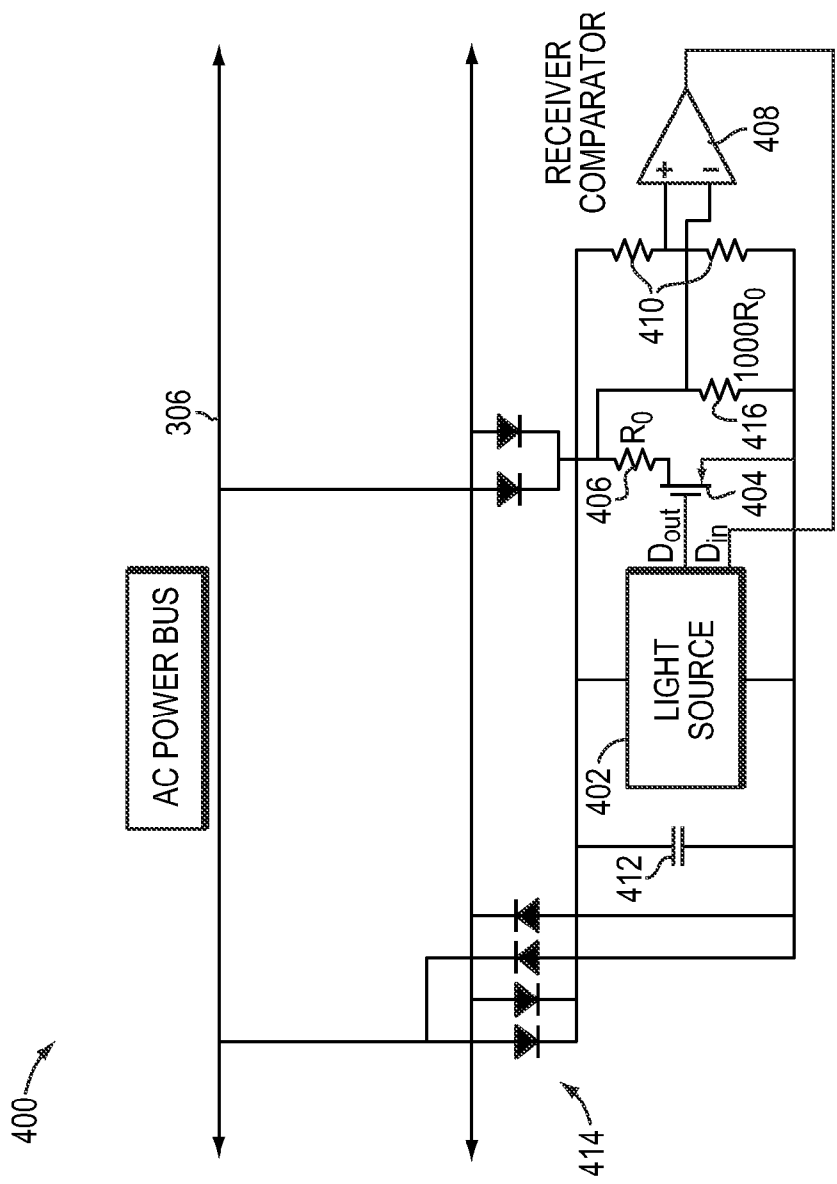 400
AC POWER BUS
306
414
412
402
LIGHT
SOURCE
Dout
Din
404
406
R0
416
1000R0
410
RECEIVER
COMPARATOR
+
−
408